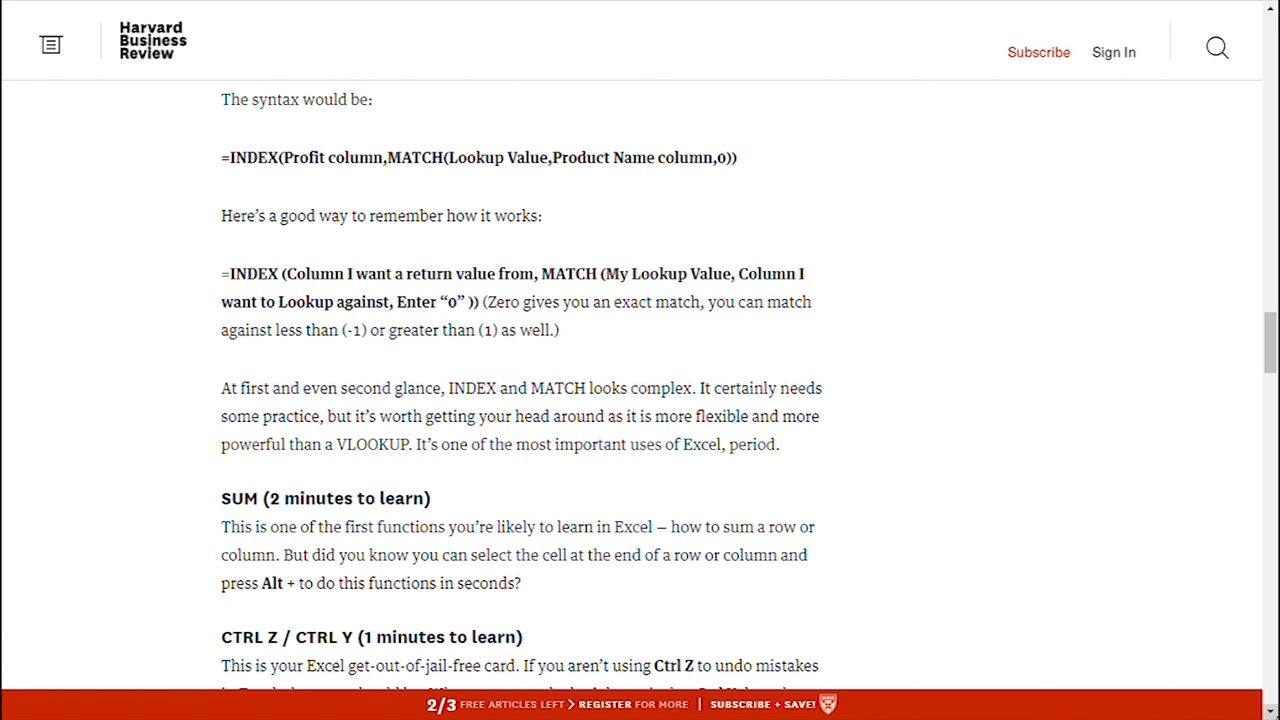 Harvard
Business
Review
Subscribe Sign In
The syntax would be:
=INDEX(Profit column,MATCH(Lookup Value,Product Name column,0))
Here’s a good way to remember how it works:
=INDEX (Column I want a return value from, MATCH (My Lookup Value, Column I
want to Lookup against, Enter “0” )) (Zero gives you an exact match, you can match
against less than (-1) or greater than (1) as well.)
At first and even second glance, INDEX and MATCH looks complex. It certainly needs
some practice, but it’s worth getting your head around as it is more flexible and more
powerful than a VLOOKUP. It’s one of the most important uses of Excel, period.
SUM (2 minutes to learn)
This is one of the first functions you’re likely to learn in Excel – how to sum a row or
column. But did you know you can select the cell at the end of a row or column and
press Alt + to do this functions in seconds?
CTRL Z / CTRL Y (1 minutes to learn)
This is your Excel get-out-of-jail-free card. If you aren’t using Ctrl Z to undo mistakes
2/3 FREE ARTICLES LEFT > REGISTER FOR MORE | SUBSCRIBE + SAVE!